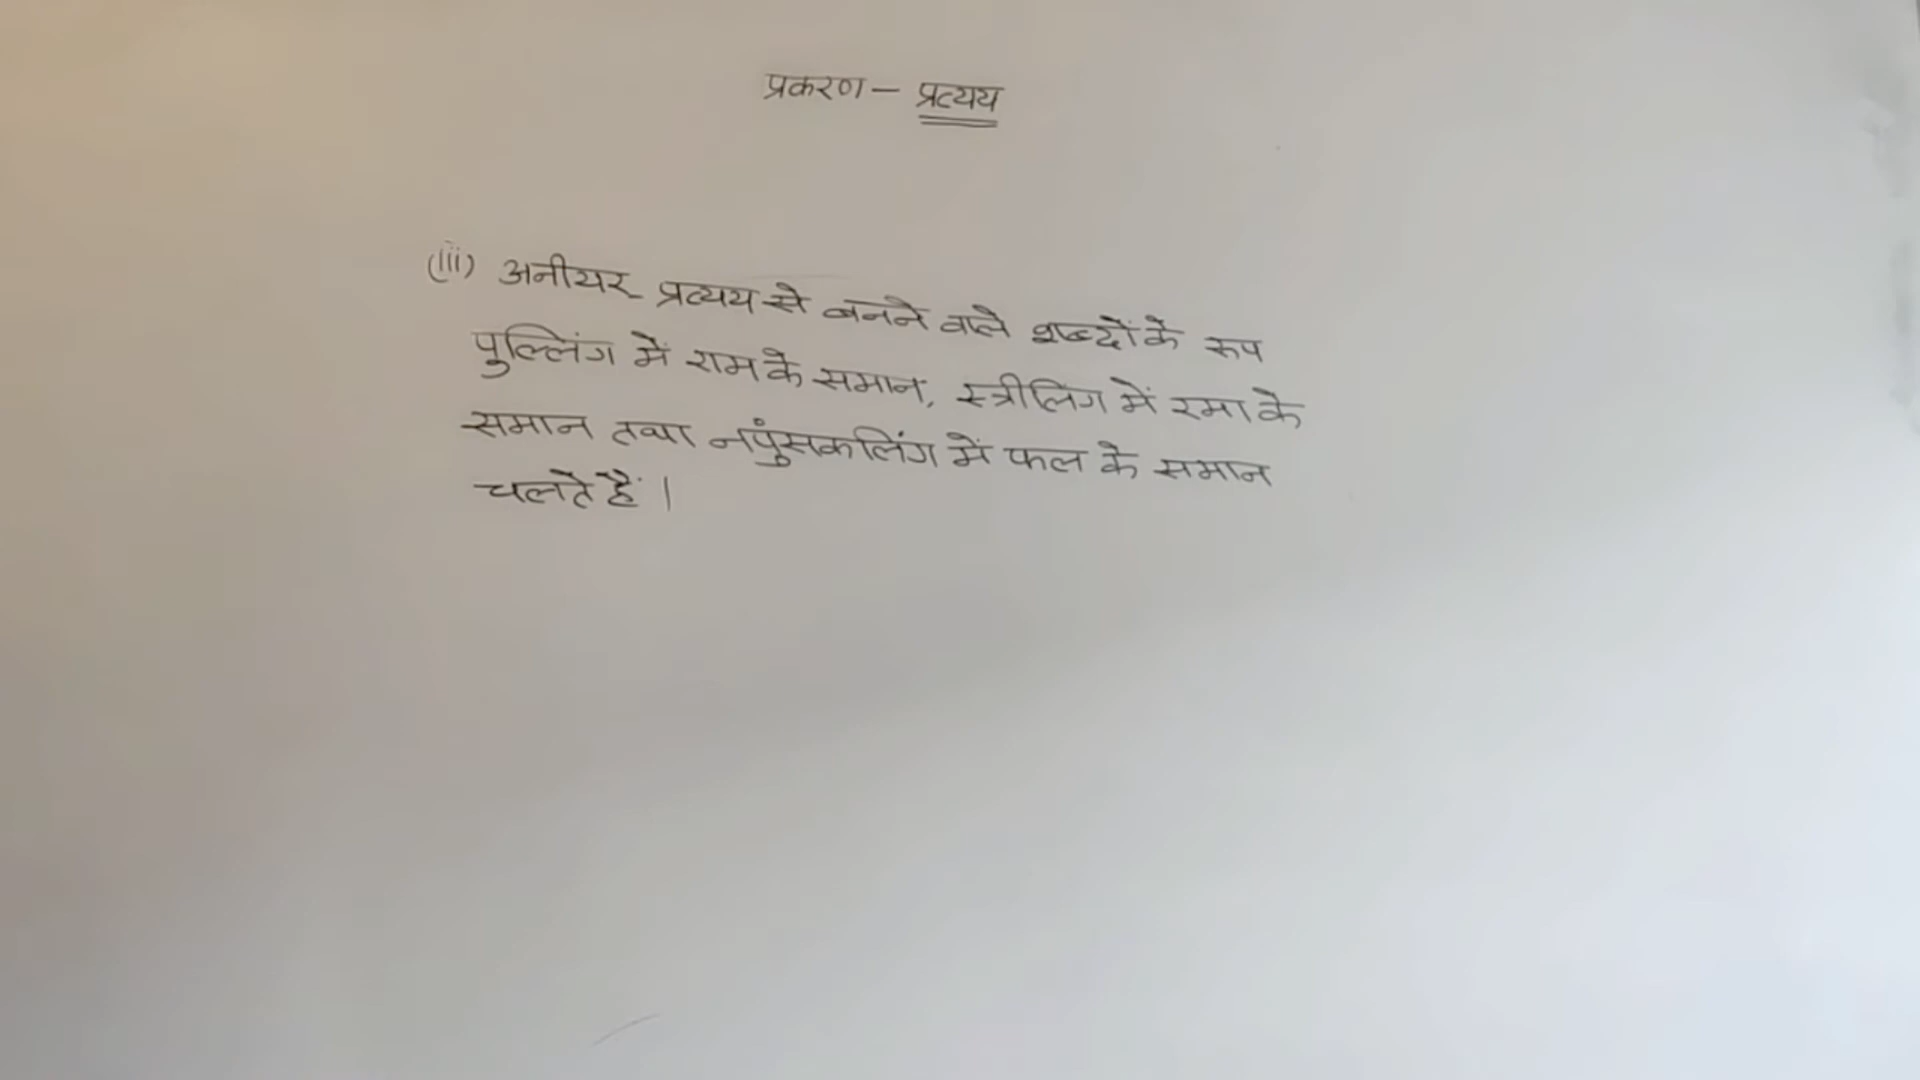 प्रकरण – प्रत्यय
(iii) अनीयर् प्रत्यय से बनने वाले शब्दों के रूप
पुल्लिंग में राम के समान, स्त्रीलिंग में रमा के
समान तथा नपुंसकलिंग में फल के समान
चलते हैं ।